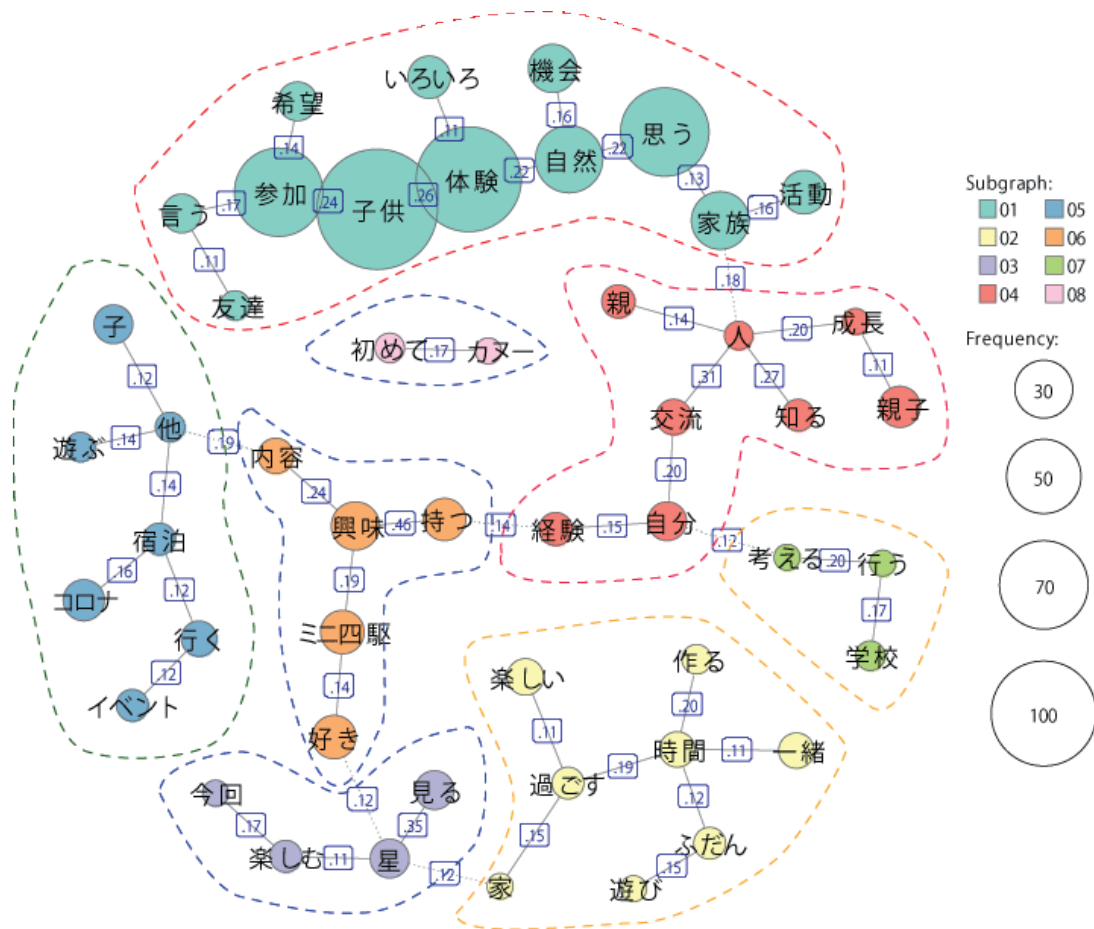 機会
いろいろ
希望
.16
思う
.11
自然
.22
.14
.22
体験
.13
参加
.26
子供
.24
.17
言う
家族
.16
活動
.11
友達
.18
親
.14
人
.20
成長
.11
親子
.31
.27
交流
知る
.20
経験
.15
自分
.12
考える
.20
行う
.17
学校
初めて
.17
カヌー
子
.12
遊ぶ
.14
他
.19
.14
宿泊
.16
.12
コロナ
行く
.12
イベント
内容
.24
興味
.46
持つ
.14
.19
ミニ四駆
.14
好き
.12
今回
.17
楽しむ
.11
星
.35
見る
.12
家
.15
過ごす
.11
楽しい
.19
時間
.20
作る
.11
一緒
.12
ふだん
.15
遊び
Subgraph:
01 05
02 06
03 07
04 08
Frequency:
30
50
70
100